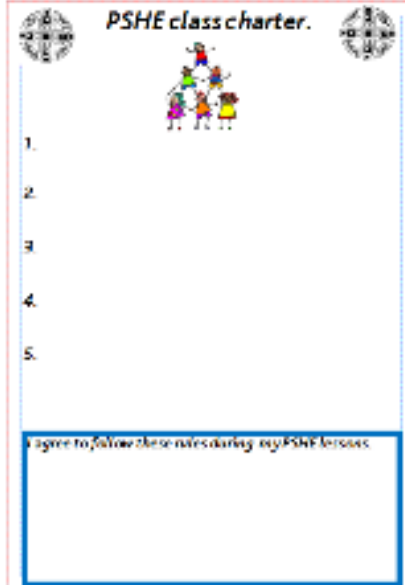 PSHE class charter.
1.
2.
3.
4.
5.
I agree to follow these rules during my PSHE lessons.